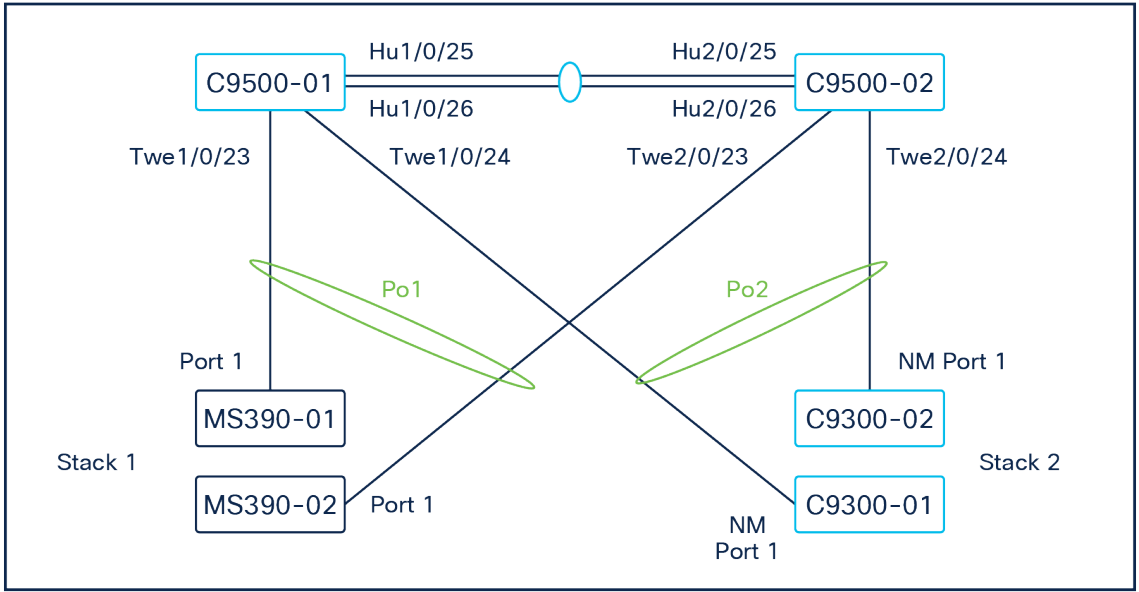 Hu1/0/25
Hu2/0/25
C9500-01
C9500-02
Hu1/0/26
Hu2/0/26
Twe1/0/23
Twe1/0/24
Twe2/0/23
Twe2/0/24
Po1
Po2
Port 1
NM Port 1
MS390-01
C9300-02
Stack 1
Stack 2
MS390-02
Port 1
C9300-01
NM
Port 1